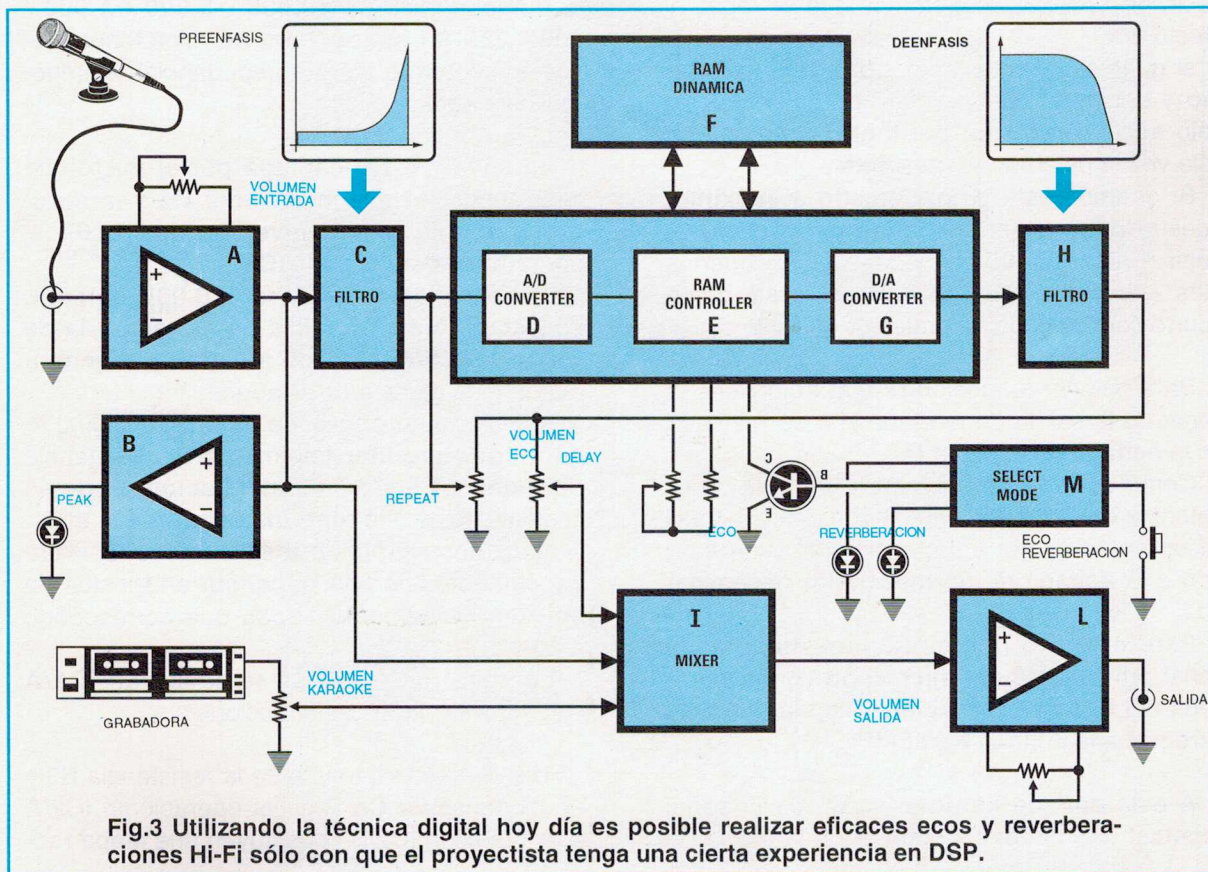 PREENFASIS
DEENFASIS
RAM
DINAMICA
F
VOLUMEN
ENTRADA
A
+
−
C
FILTRO
A/D
CONVERTER
D
RAM
CONTROLLER
E
D/A
CONVERTER
G
H
FILTRO
B
+
−
PEAK
REPEAT
VOLUMEN
ECO
DELAY
ECO
C
B
E
REVERBERACION
SELECT
MODE
M
ECO
REVERBERACION
GRABADORA
VOLUMEN
KARAOKE
I
MIXER
VOLUMEN
SALIDA
L
+
−
SALIDA
Fig.3 Utilizando la técnica digital hoy día es posible realizar eficaces ecos y reverbera-
ciones Hi-Fi sólo con que el proyectista tenga una cierta experiencia en DSP.